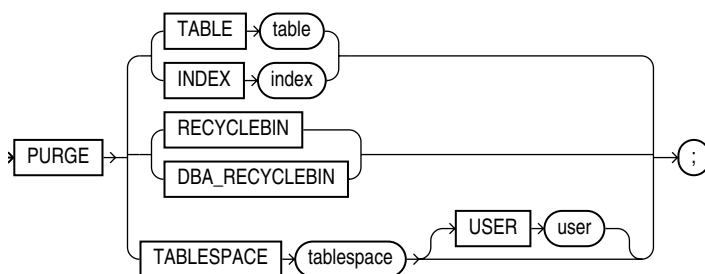 TABLE table
INDEX index
RECYCLEBIN
PURGE ;
DBA_RECYCLEBIN
USER user
TABLESPACE tablespace